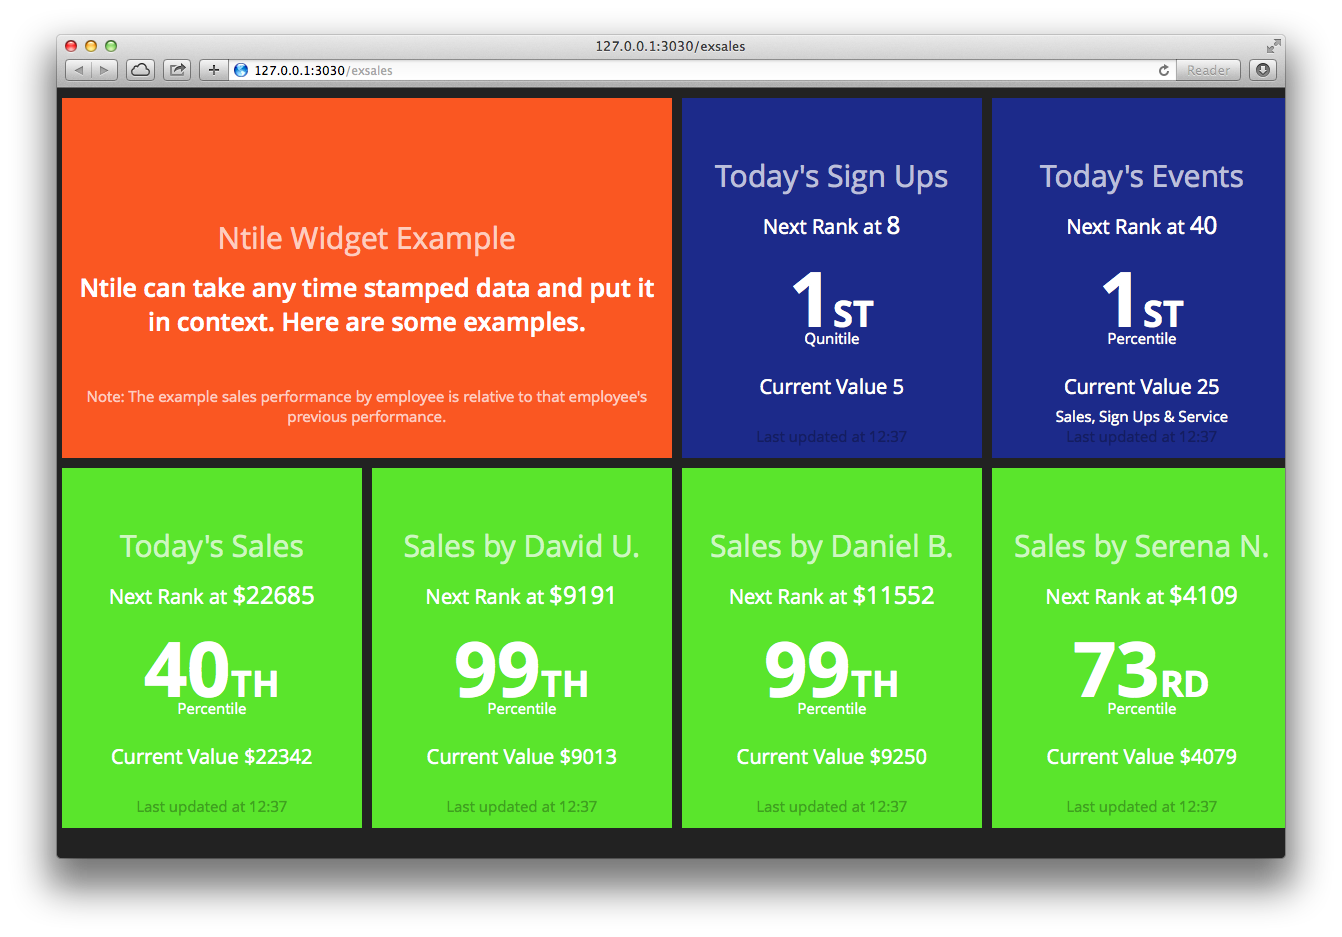 127.0.0.1:3030/exsales
127.0.0.1:3030/exsales
Reader
Ntile Widget Example
Ntile can take any time stamped data and put it
in context. Here are some examples.
Note: The example sales performance by employee is relative to that employee's
previous performance.
Today's Sign Ups
Next Rank at 8
1ST
Qunitile
Current Value 5
Last updated at 12:37
Today's Events
Next Rank at 40
1ST
Percentile
Current Value 25
Sales, Sign Ups & Service
Last updated at 12:37
Today's Sales
Next Rank at $22685
40TH
Percentile
Current Value $22342
Last updated at 12:37
Sales by David U.
Next Rank at $9191
99TH
Percentile
Current Value $9013
Last updated at 12:37
Sales by Daniel B.
Next Rank at $11552
99TH
Percentile
Current Value $9250
Last updated at 12:37
Sales by Serena N.
Next Rank at $4109
73RD
Percentile
Current Value $4079
Last updated at 12:37